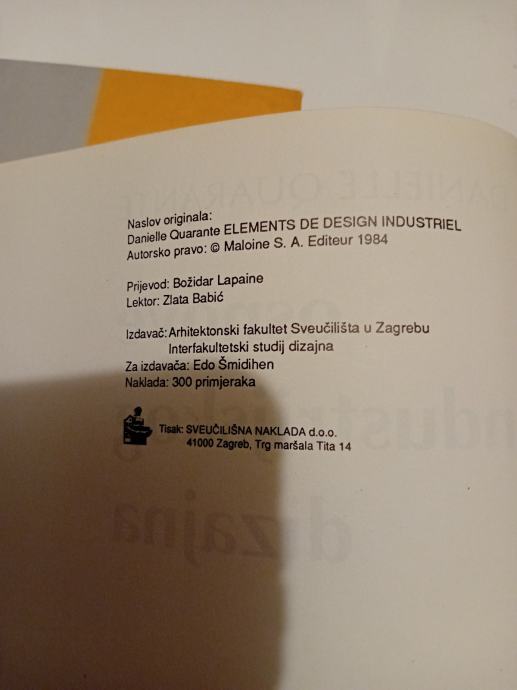 Naslov originala:
Danielle Quarante ELEMENTS DE DESIGN INDUSTRIEL
Autorsko pravo: © Maloine S. A. Editeur 1984
Prijevod: Božidar Lapaine
Lektor: Zlata Babić
Izdavač: Arhitektonski fakultet Sveučilišta u Zagrebu
Interfakultetski studij dizajna
Za izdavača: Edo Šmidihen
Naklada: 300 primjeraka
Tisak: SVEUČILIŠNA NAKLADA d.o.o.
41000 Zagreb, Trg maršala Tita 14